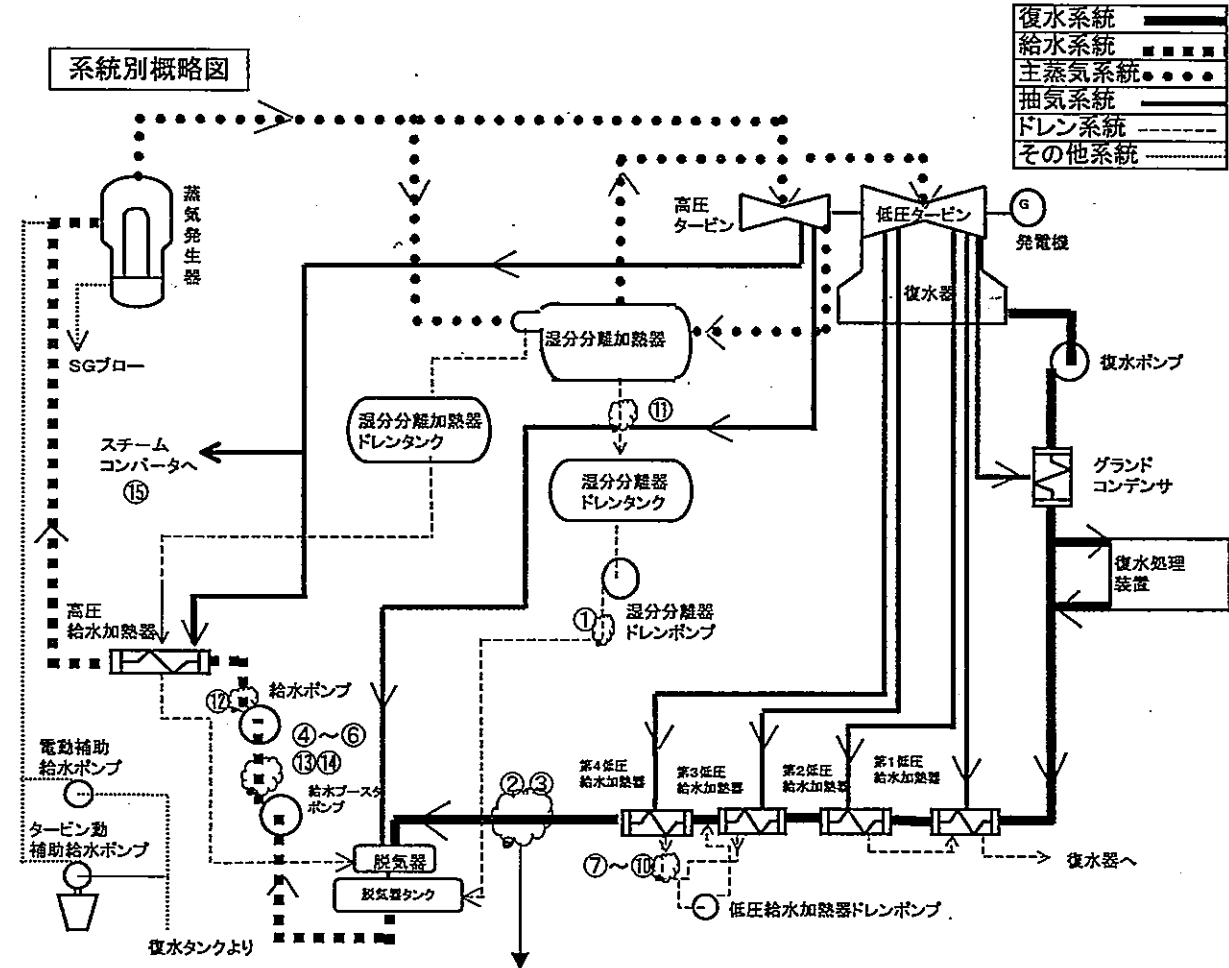 系統別概略図
復水系統
給水系統
主蒸気系統
抽気系統
ドレン系統
その他系統
蒸気発生器
SGブロー
高圧
タービン
低圧タービン
G
発電機
復水器
湿分分離加熱器
復水ポンプ
湿分分離加熱器
ドレンタンク
⑪
スチーム
コンバータへ
⑮
湿分分離器
ドレンタンク
グランド
コンデンサ
復水処理
装置
高圧
給水加熱器
①
湿分分離器
ドレンポンプ
⑫
給水ポンプ
④～⑥
⑬⑭
給水ブースタ
ポンプ
電動補助
給水ポンプ
タービン動
補助給水ポンプ
復水タンクより
脱気器
脱気器タンク
②③
第4低圧
給水加熱器
第3低圧
給水加熱器
第2低圧
給水加熱器
第1低圧
給水加熱器
⑦～⑩
低圧給水加熱器ドレンポンプ
復水器へ